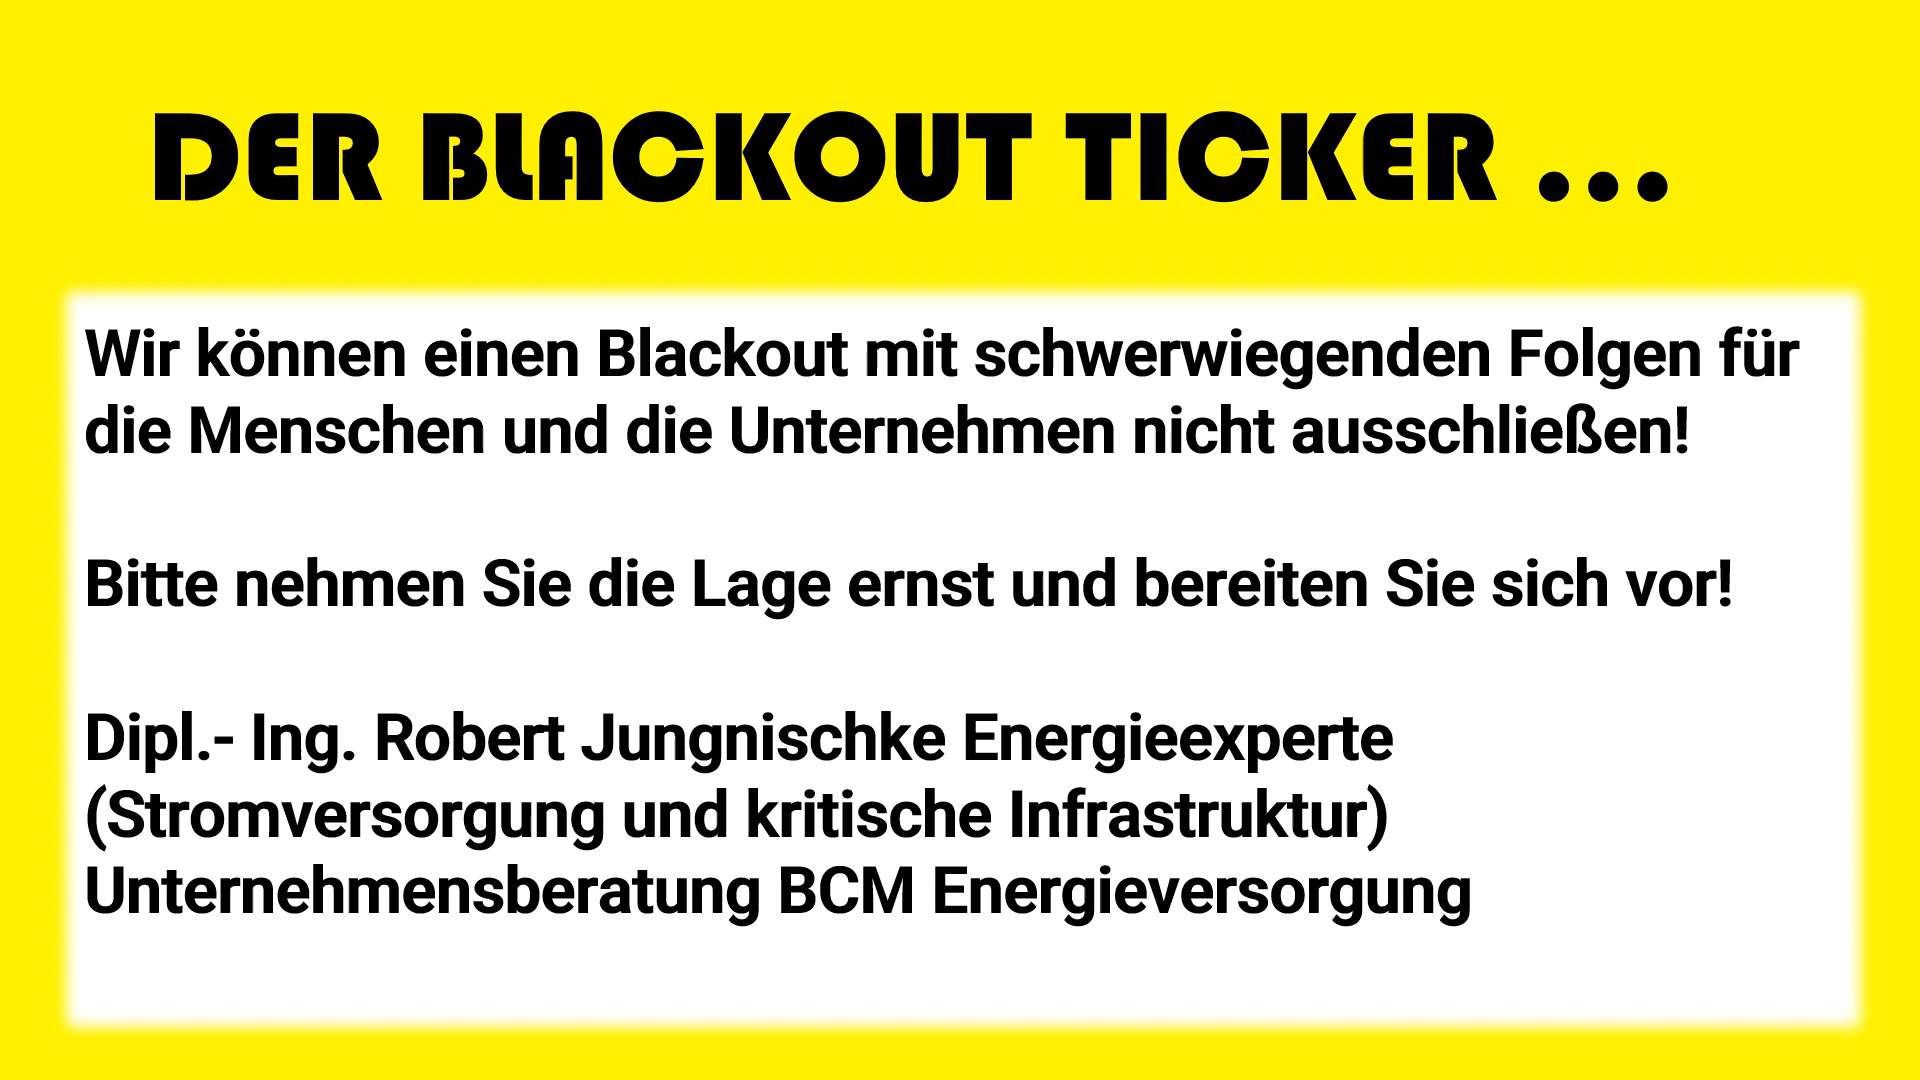 DER BLACKOUT TICKER ...
Wir können einen Blackout mit schwerwiegenden Folgen für
die Menschen und die Unternehmen nicht ausschließen!
Bitte nehmen Sie die Lage ernst und bereiten Sie sich vor!
Dipl.- Ing. Robert Jungnischke Energieexperte
(Stromversorgung und kritische Infrastruktur)
Unternehmensberatung BCM Energieversorgung